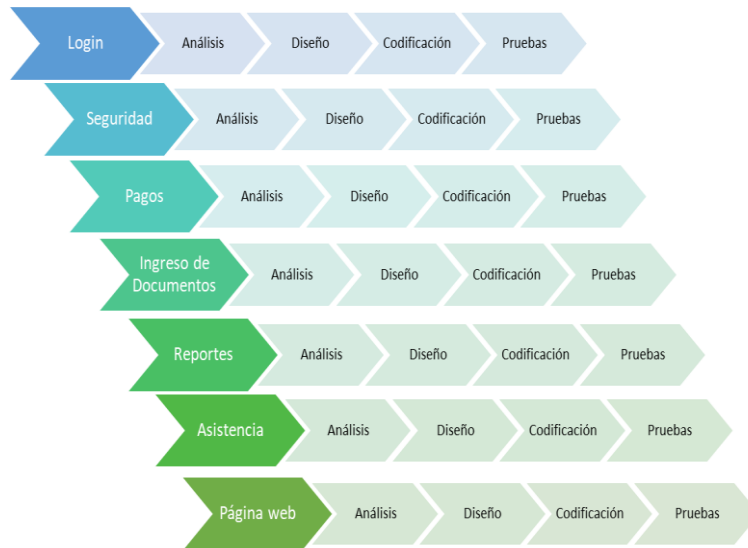 Login Análisis Diseño Codificación Pruebas
Seguridad Análisis Diseño Codificación Pruebas
Pagos Análisis Diseño Codificación Pruebas
Ingreso de
Documentos Análisis Diseño Codificación Pruebas
Reportes Análisis Diseño Codificación Pruebas
Asistencia Análisis Diseño Codificación Pruebas
Página web Análisis Diseño Codificación Pruebas